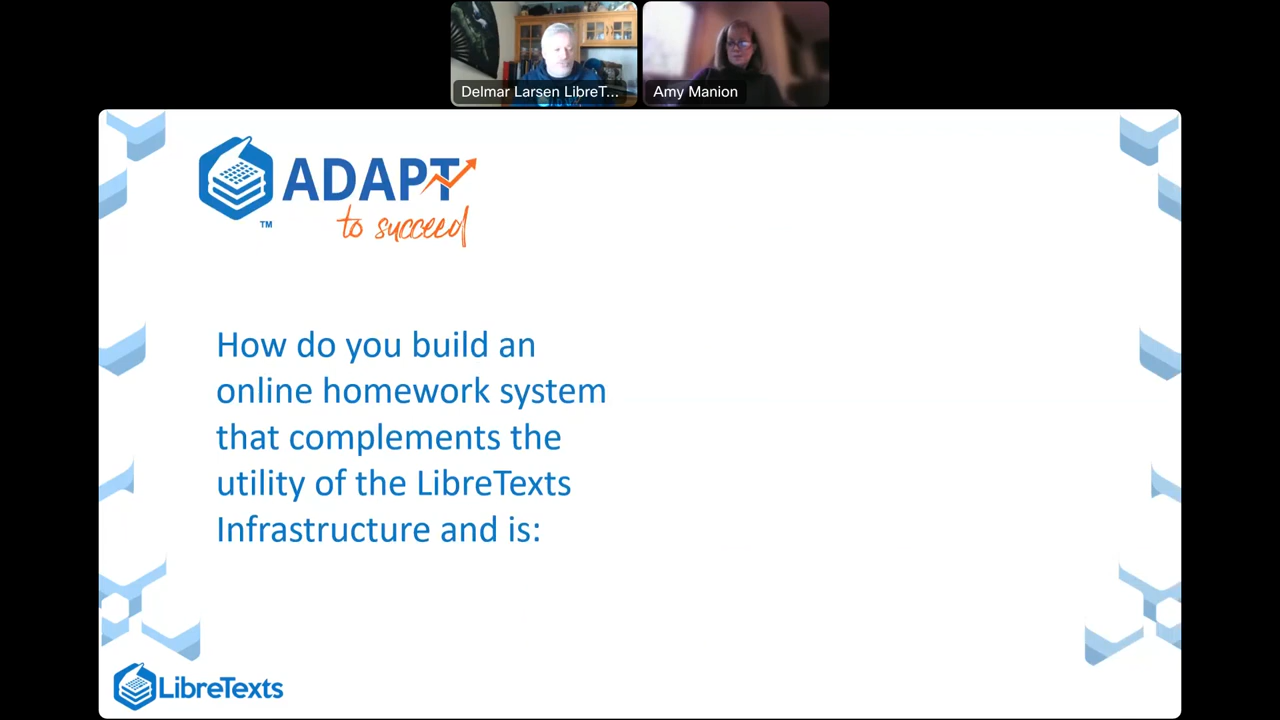 Delmar Larsen LibreT...
Amy Manion
ADAPT
to succeed
TM
How do you build an
online homework system
that complements the
utility of the LibreTexts
Infrastructure and is:
LibreTexts